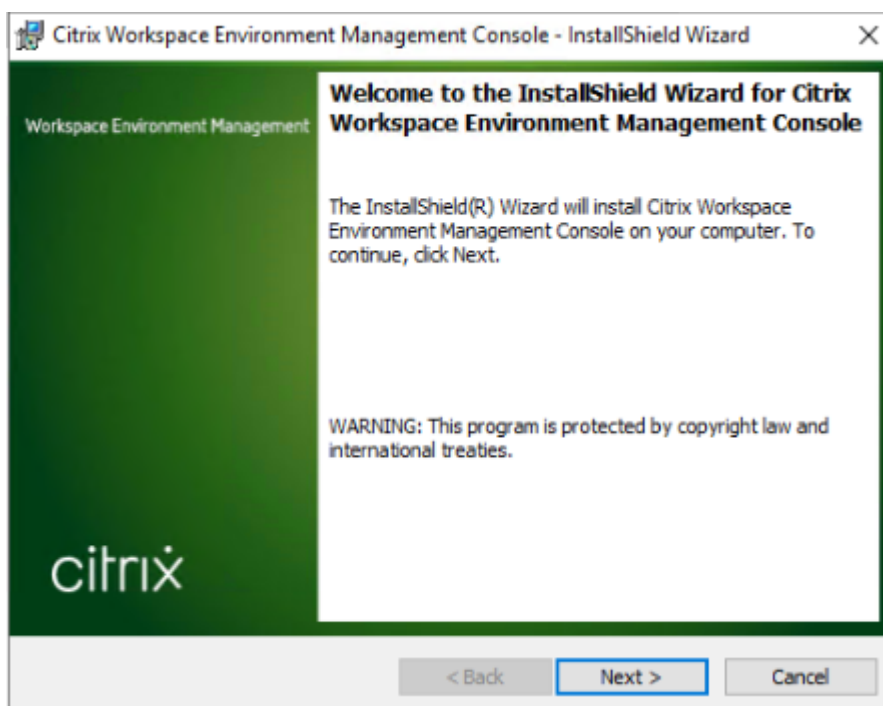 Citrix Workspace Environment Management Console - InstallShield Wizard
Workspace Environment Management
Welcome to the InstallShield Wizard for Citrix
Workspace Environment Management Console
The InstallShield(R) Wizard will install Citrix Workspace
Environment Management Console on your computer. To
continue, click Next.
WARNING: This program is protected by copyright law and
international treaties.
citrix
< Back
Next >
Cancel